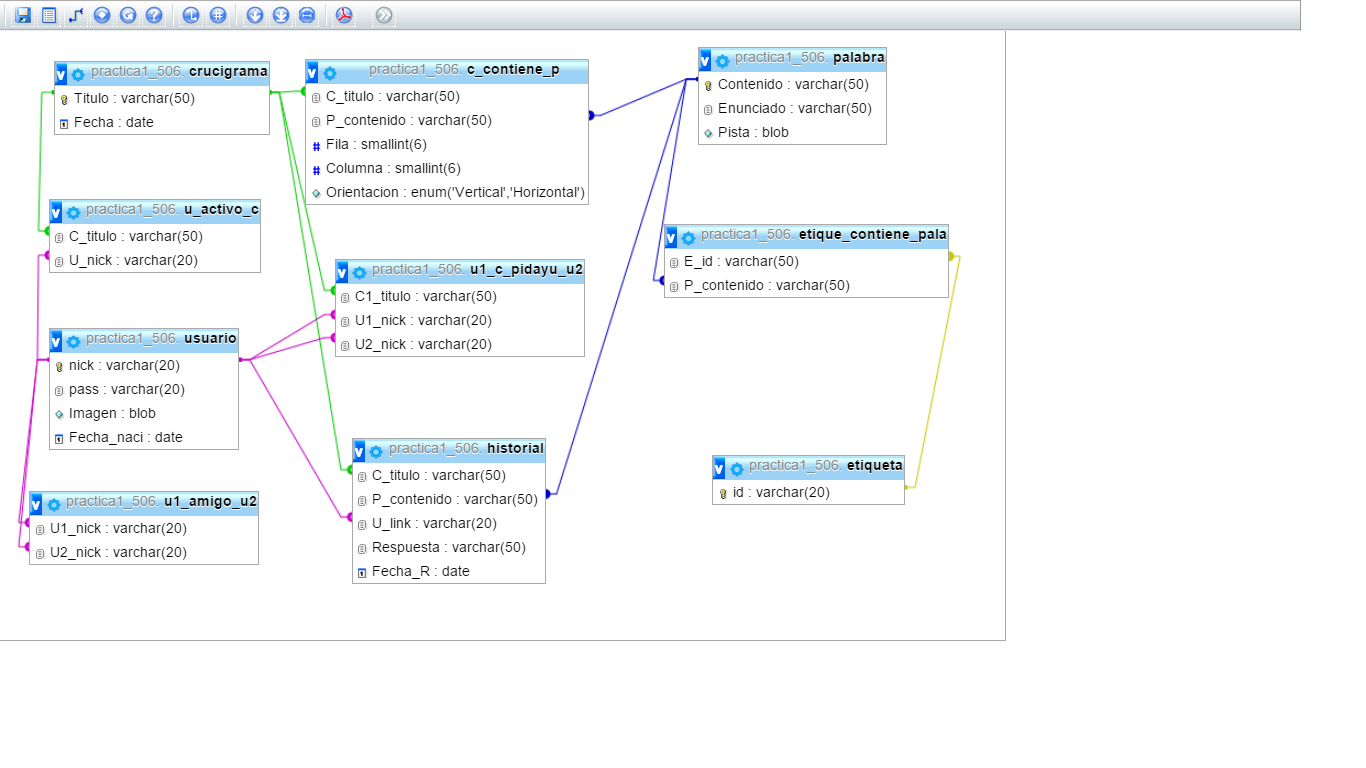 practica1_506. crucigrama
Titulo : varchar(50)
Fecha : date
practica1_506. c_contiene_p
C_titulo : varchar(50)
P_contenido : varchar(50)
Fila : smallint(6)
Columna : smallint(6)
Orientacion : enum('Vertical','Horizontal')
practica1_506. palabra
Contenido : varchar(50)
Enunciado : varchar(50)
Pista : blob
practica1_506. u_activo_c
C_titulo : varchar(50)
U_nick : varchar(20)
practica1_506. etique_contiene_pala
E_id : varchar(50)
P_contenido : varchar(50)
practica1_506. u1_c_pidayu_u2
C1_titulo : varchar(50)
U1_nick : varchar(20)
U2_nick : varchar(20)
practica1_506. usuario
nick : varchar(20)
pass : varchar(20)
Imagen : blob
Fecha_naci : date
practica1_506. historial
C_titulo : varchar(50)
P_contenido : varchar(50)
U_link : varchar(20)
Respuesta : varchar(50)
Fecha_R : date
practica1_506. etiqueta
id : varchar(20)
practica1_506. u1_amigo_u2
U1_nick : varchar(20)
U2_nick : varchar(20)